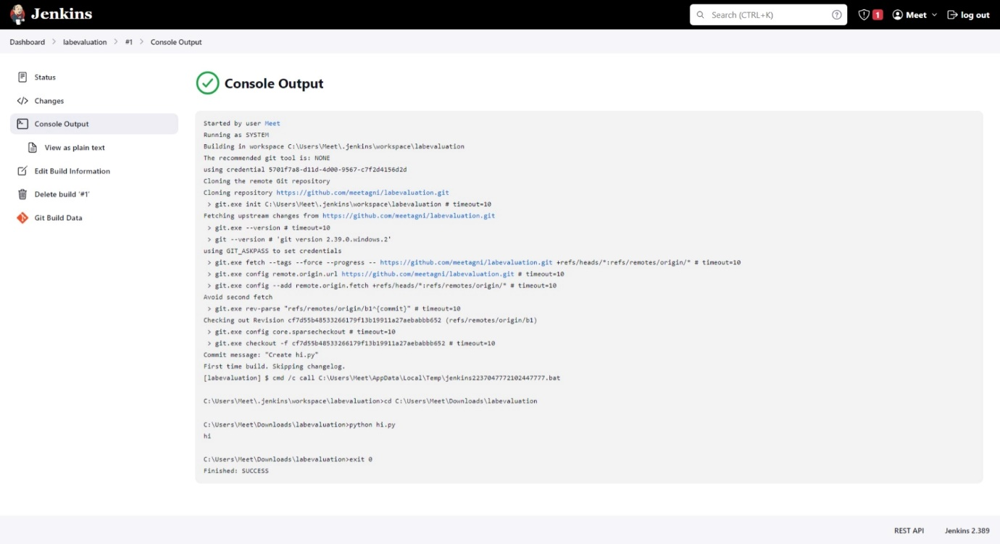 Jenkins
Search (CTRL+K)
1
Meet
log out
Dashboard > labevaluation > #1 > Console Output
Status
Changes
Console Output
View as plain text
Edit Build Information
Delete build '#1'
Git Build Data
Console Output
Started by user Meet
Running as SYSTEM
Building in workspace C:\Users\Meet\.jenkins\workspace\labevaluation
The recommended git tool is: NONE
using credential 5701f7a8-d11d-4d00-9567-c7f2d4156d2d
Cloning the remote Git repository
Cloning repository https://github.com/meetagni/labevaluation.git
> git.exe init C:\Users\Meet\.jenkins\workspace\labevaluation # timeout=10
Fetching upstream changes from https://github.com/meetagni/labevaluation.git
> git.exe --version # timeout=10
> git --version # 'git version 2.39.0.windows.2'
using GIT_ASKPASS to set credentials
> git.exe fetch --tags --force --progress -- https://github.com/meetagni/labevaluation.git +refs/heads/*:refs/remotes/origin/* # timeout=10
> git.exe config remote.origin.url https://github.com/meetagni/labevaluation.git # timeout=10
> git.exe config --add remote.origin.fetch +refs/heads/*:refs/remotes/origin/* # timeout=10
Avoid second fetch
> git.exe rev-parse "refs/remotes/origin/b1^{commit}" # timeout=10
Checking out Revision cf7d55b48533266179f13b19911a27aebabbb652 (refs/remotes/origin/b1)
> git.exe config core.sparsecheckout # timeout=10
> git.exe checkout -f cf7d55b48533266179f13b19911a27aebabbb652 # timeout=10
Commit message: "Create hi.py"
First time build. Skipping changelog.
[labevaluation] $ cmd /c call C:\Users\Meet\AppData\Local\Temp\jenkins2237047772102447777.bat
C:\Users\Meet\.jenkins\workspace\labevaluation>cd C:\Users\Meet\Downloads\labevaluation
C:\Users\Meet\Downloads\labevaluation>python hi.py
hi
C:\Users\Meet\Downloads\labevaluation>exit 0
Finished: SUCCESS
REST API
Jenkins 2.389